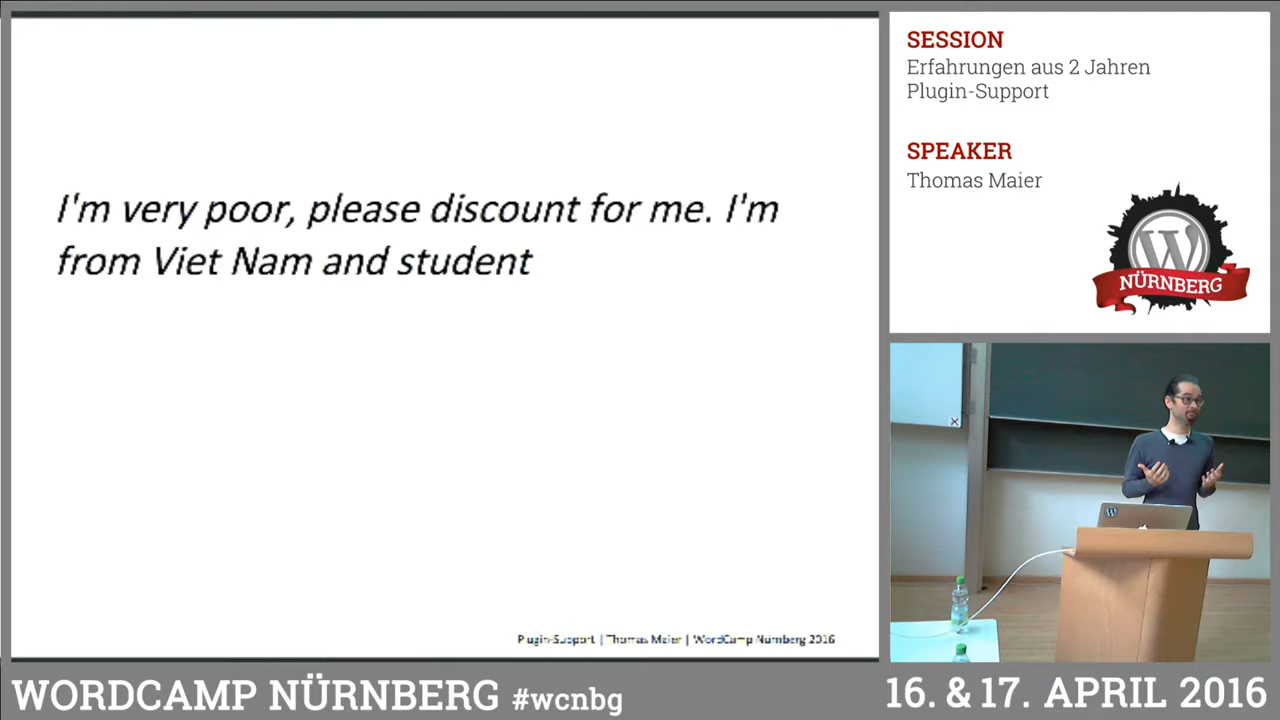 I'm very poor, please discount for me. I'm
from Viet Nam and student
Plugin-Support | Thomas Maier | WordCamp Nürnberg 2016
SESSION
Erfahrungen aus 2 Jahren
Plugin-Support
SPEAKER
Thomas Maier
NÜRNBERG
WORDCAMP NÜRNBERG #wcnbg
16. & 17. APRIL 2016